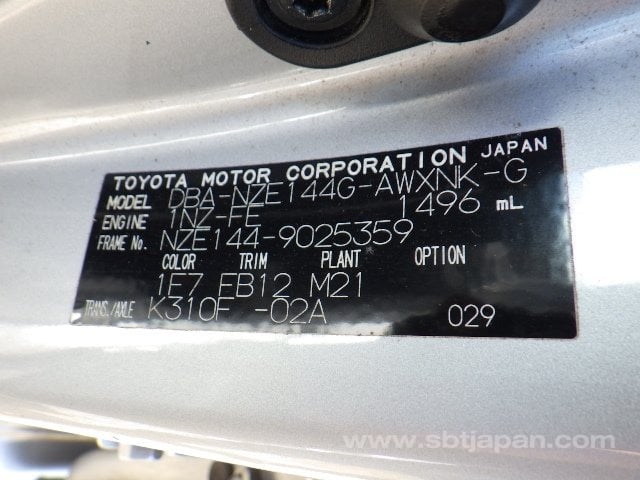 TOYOTA MOTOR CORPORATION JAPAN
MODEL DBA-NZE144G-AWXNK-G
ENGINE 1NZ-FE 1496 mL
FRAME No. NZE144-9025359
COLOR TRIM PLANT OPTION
1E7 EB12 M21
TRANS./AXLE K310F -02A 029
www.sbtjapan.com